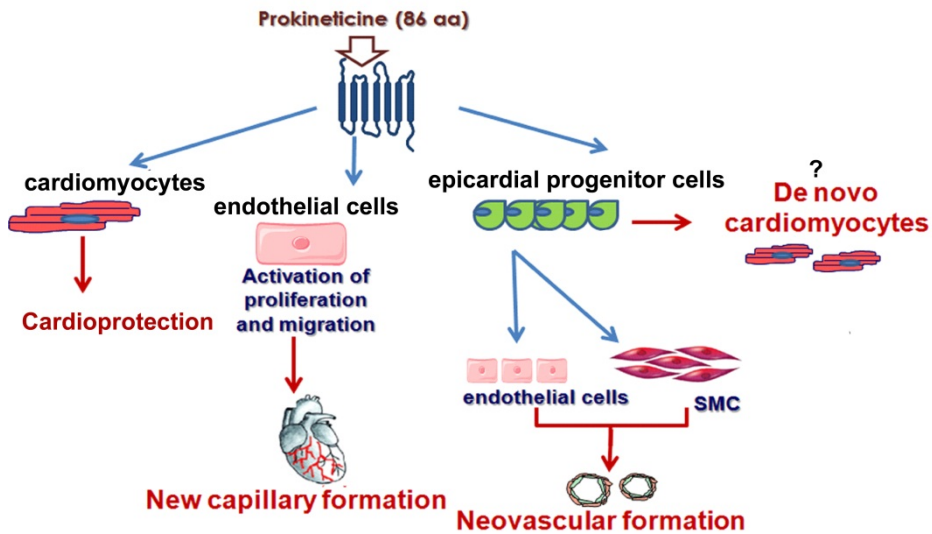 Prokineticine (86 aa)
cardiomyocytes
Cardioprotection
endothelial cells
Activation of
proliferation
and migration
New capillary formation
epicardial progenitor cells
?
De novo
cardiomyocytes
endothelial cells
SMC
Neovascular formation